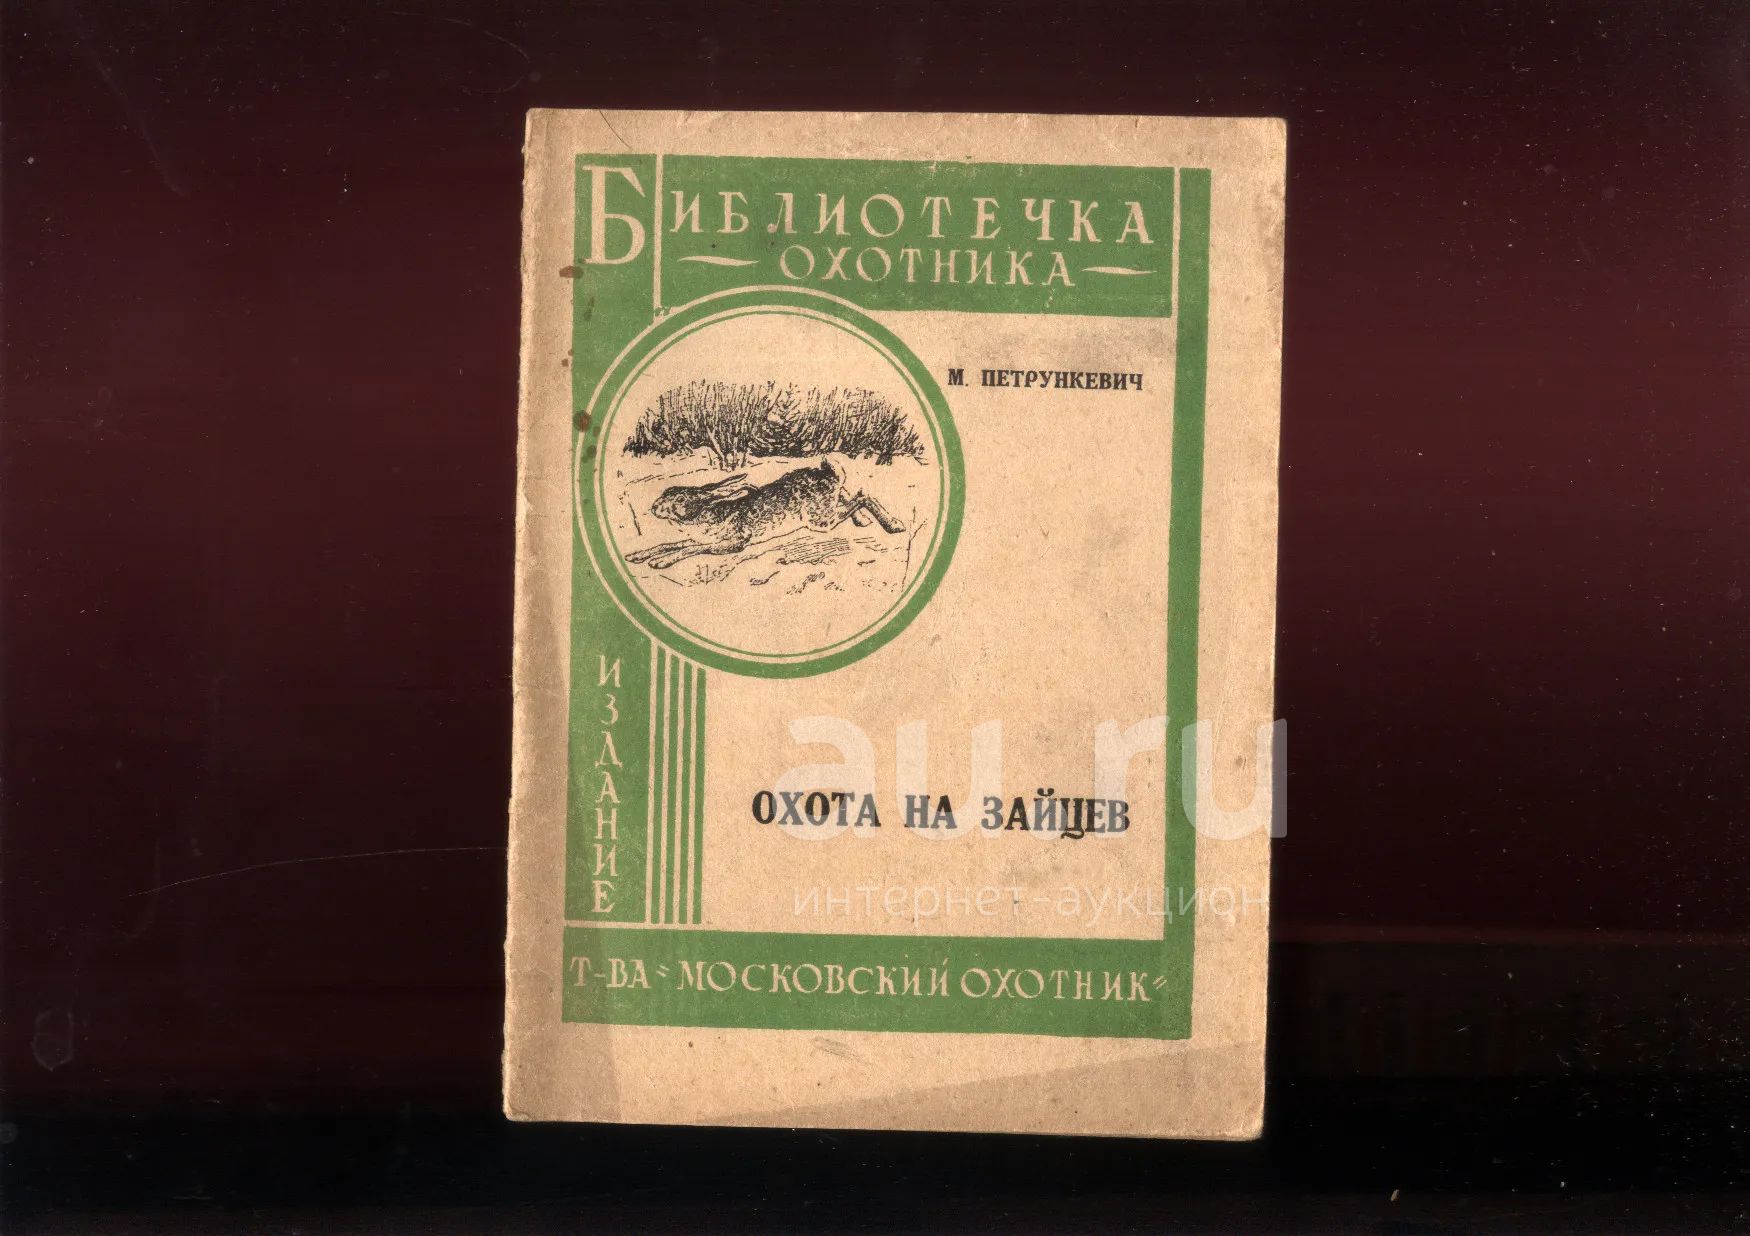 БИБЛИОТЕЧКА
ОХОТНИКА
М. ПЕТРУНКЕВИЧ
ОХОТА НА ЗАЙЦЕВ
ИЗДАНИЕ
Т-ВА "МОСКОВСКИЙ ОХОТНИК"
au.ru
интернет-аукцион